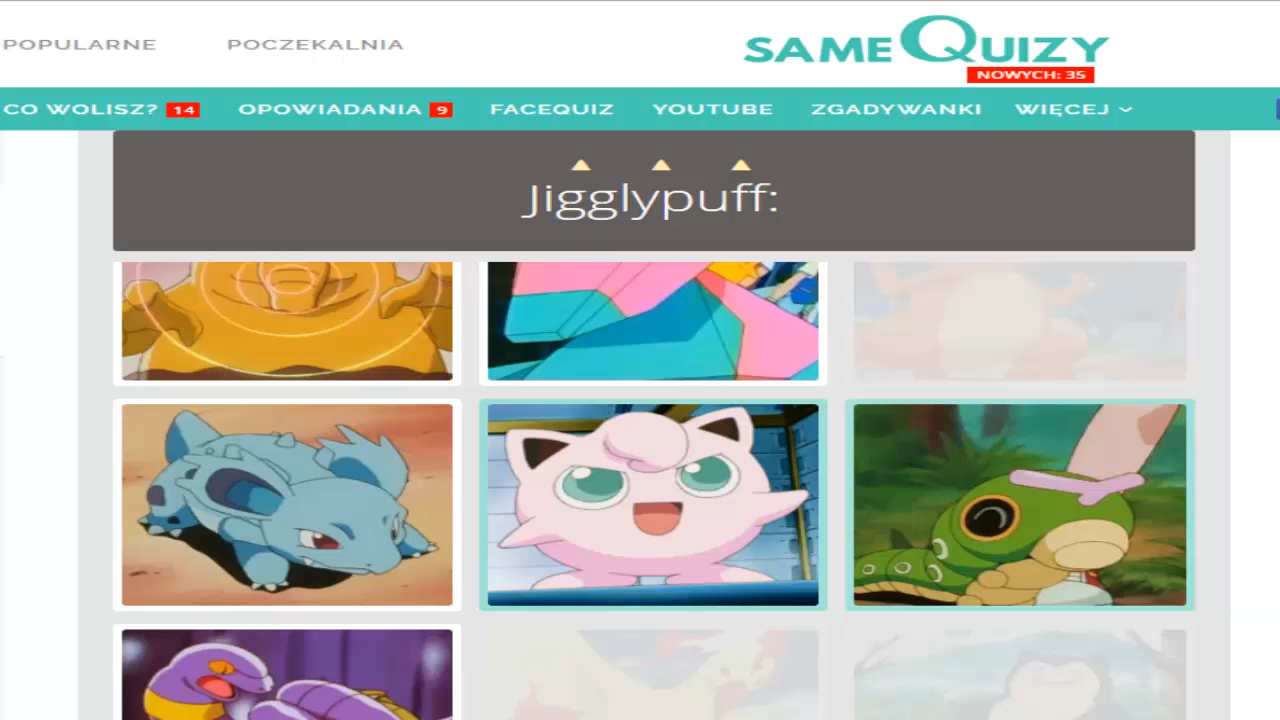 POPULARNE
POCZEKALNIA
SAMEQUIZY
NOWYCH: 35
CO WOLISZ? 14
OPOWIADANIA 9
FACEQUIZ
YOUTUBE
ZGADYWANKI
WIĘCEJ
Jigglypuff: